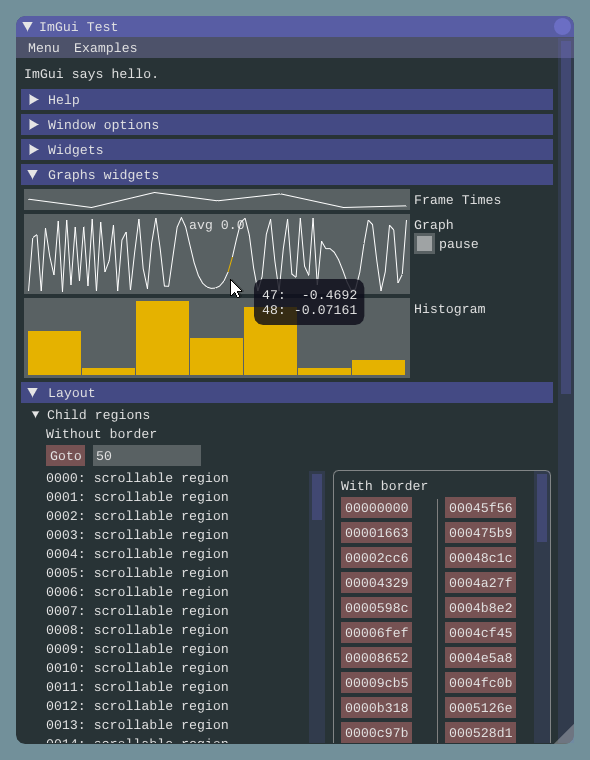 ImGui Test
Menu Examples
ImGui says hello.
Help
Window options
Widgets
Graphs widgets
Frame Times
avg 0.0
Graph
pause
47: -0.4692
48: -0.07161
Histogram
Layout
Child regions
Without border
Goto 50
0000: scrollable region
0001: scrollable region
0002: scrollable region
0003: scrollable region
0004: scrollable region
0005: scrollable region
0006: scrollable region
0007: scrollable region
0008: scrollable region
0009: scrollable region
0010: scrollable region
0011: scrollable region
0012: scrollable region
0013: scrollable region
0014: scrollable region
With border
00000000 00045f56
00001663 000475b9
00002cc6 00048c1c
00004329 0004a27f
0000598c 0004b8e2
00006fef 0004cf45
00008652 0004e5a8
00009cb5 0004fc0b
0000b318 0005126e
0000c97b 000528d1